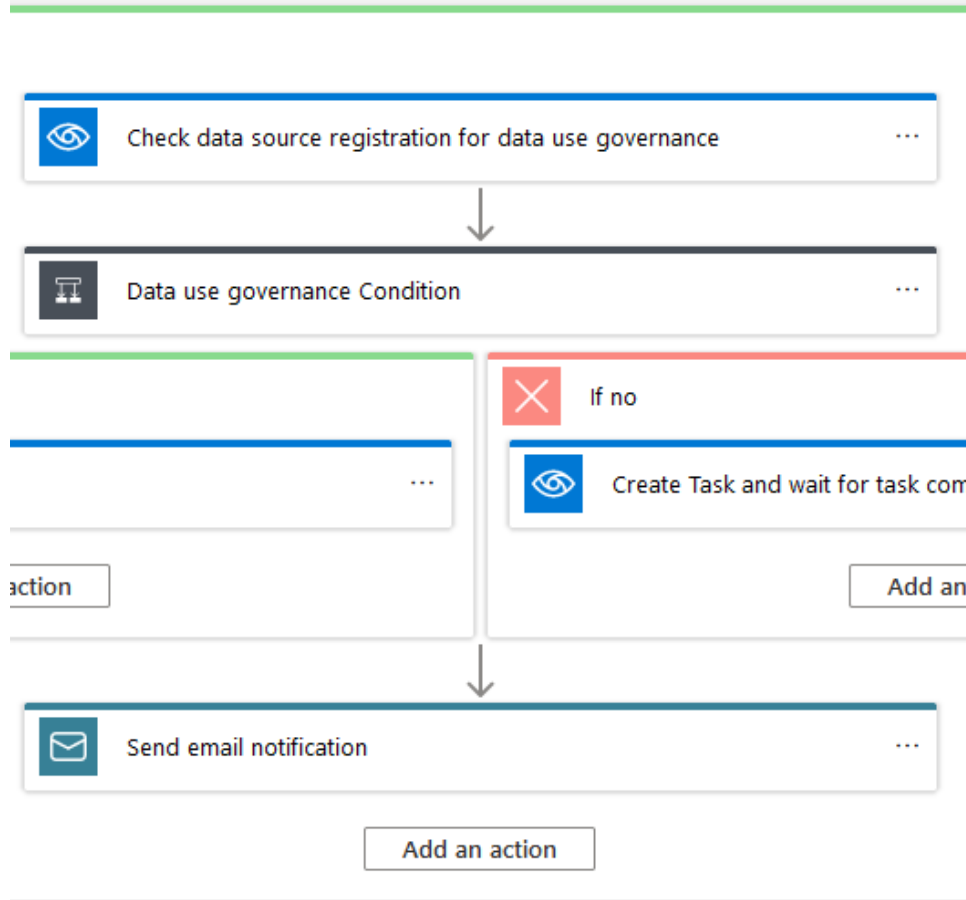 Check data source registration for data use governance
Data use governance Condition
If no
Create Task and wait for task com
action
Add an
Send email notification
Add an action